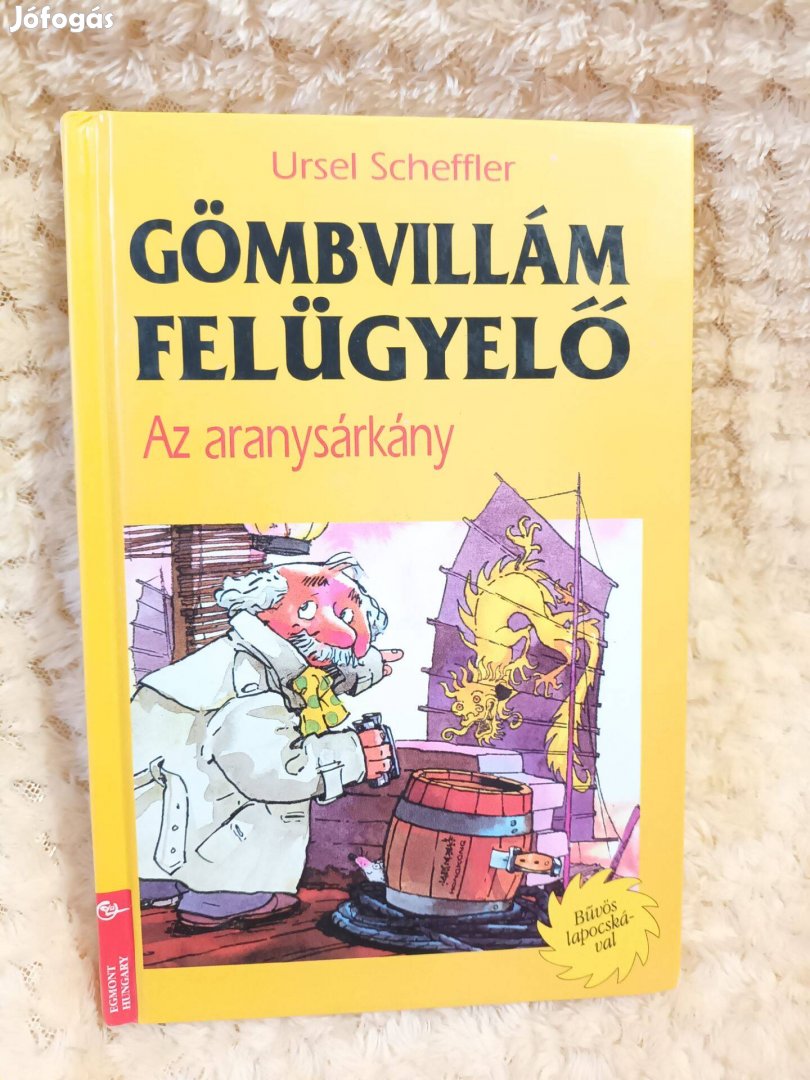 Jófogás
Ursel Scheffler
GÖMBVILLÁM
FELÜGYELŐ
Az aranysárkány
Bűvös
lapocská-
val
EGMONT
HUNGARY